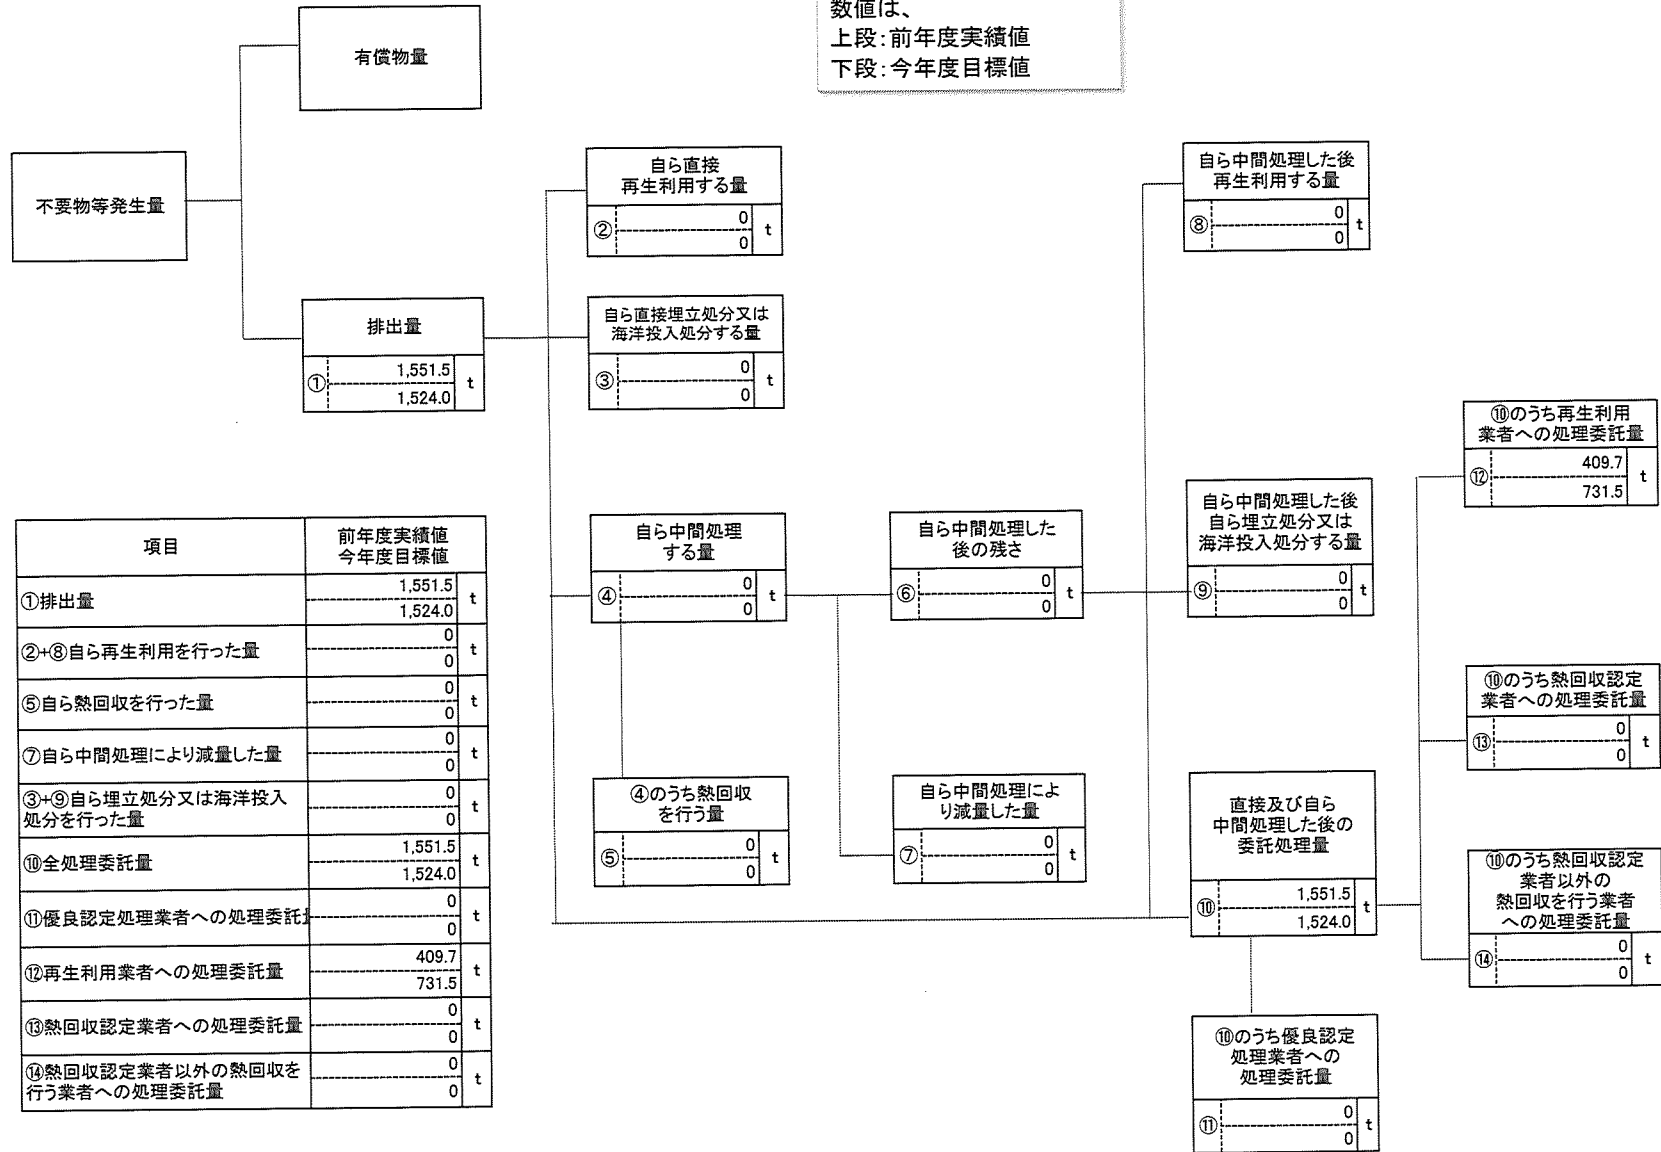 数値は、
上段:前年度実績値
下段:今年度目標値
有償物量
不要物等発生量
排出量
① 1,551.5 t
1,524.0
自ら直接
再生利用する量
② 0 t
0
自ら直接埋立処分又は
海洋投入処分する量
③ 0 t
0
自ら中間処理
する量
④ 0 t
0
④のうち熱回収
を行う量
⑤ 0 t
0
自ら中間処理した
後の残さ
⑥ 0 t
0
自ら中間処理によ
り減量した量
⑦ 0 t
0
自ら中間処理した後
再生利用する量
⑧ 0 t
0
自ら中間処理した後
自ら埋立処分又は
海洋投入処分する量
⑨ 0 t
0
直接及び自ら
中間処理した後の
委託処理量
⑩ 1,551.5 t
1,524.0
⑩のうち優良認定
処理業者への
処理委託量
⑪ 0 t
0
⑩のうち再生利用
業者への処理委託量
⑫ 409.7 t
731.5
⑩のうち熱回収認定
業者への処理委託量
⑬ 0 t
0
⑩のうち熱回収認定
業者以外の
熱回収を行う業者
への処理委託量
⑭ 0 t
0
項目 前年度実績値
今年度目標値
①排出量 1,551.5 t
1,524.0
②+⑧自ら再生利用を行った量 0 t
0
⑤自ら熱回収を行った量 0 t
0
⑦自ら中間処理により減量した量 0 t
0
③+⑨自ら埋立処分又は海洋投入
処分を行った量 0 t
0
⑩全処理委託量 1,551.5 t
1,524.0
⑪優良認定処理業者への処理委託 0 t
0
⑫再生利用業者への処理委託量 409.7 t
731.5
⑬熱回収認定業者への処理委託量 0 t
0
⑭熱回収認定業者以外の熱回収を
行う業者への処理委託量 0 t
0